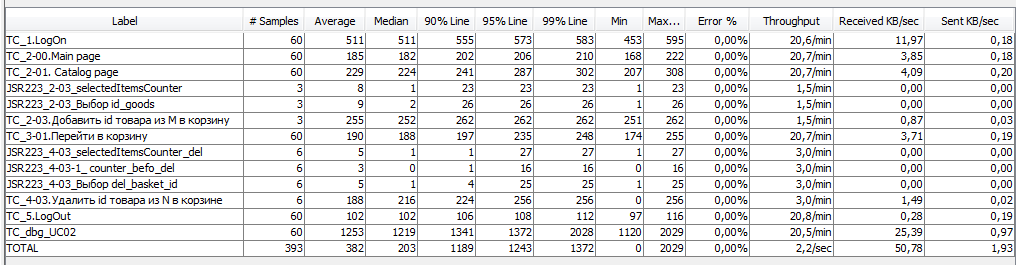 Label # Samples Average Median 90% Line 95% Line 99% Line Min Max... Error % Throughput Received KB/sec Sent KB/sec
TC_1.LogOn 60 511 511 555 573 583 453 595 0,00% 20,6/min 11,97 0,18
TC_2-00.Main page 60 185 182 202 206 210 168 222 0,00% 20,7/min 3,85 0,18
TC_2-01. Catalog page 60 229 224 241 287 302 207 308 0,00% 20,7/min 4,09 0,20
JSR223_2-03_selectedItemsCounter 3 8 1 23 23 23 1 23 0,00% 1,5/min 0,00 0,00
JSR223_2-03_Выбор id_goods 3 9 2 26 26 26 1 26 0,00% 1,5/min 0,00 0,00
TC_2-03.Добавить id товара из M в корзину 3 255 252 262 262 262 251 262 0,00% 1,5/min 0,87 0,03
TC_3-01.Перейти в корзину 60 190 188 197 235 248 174 255 0,00% 20,7/min 3,71 0,19
JSR223_4-03_selectedItemsCounter_del 6 5 1 1 27 27 1 27 0,00% 3,0/min 0,00 0,00
JSR223_4-03-1_ counter_befo_del 6 3 0 1 16 16 0 16 0,00% 3,0/min 0,00 0,00
JSR223_4-03_Выбор del_basket_id 6 5 1 4 25 25 1 25 0,00% 3,0/min 0,00 0,00
TC_4-03.Удалить id товара из N в корзине 6 188 216 224 256 256 0 256 0,00% 3,0/min 1,49 0,02
TC_5.LogOut 60 102 102 106 108 112 97 116 0,00% 20,8/min 0,28 0,19
TC_dbg_UC02 60 1253 1219 1341 1372 2028 1120 2029 0,00% 20,5/min 25,39 0,97
TOTAL 393 382 203 1189 1243 1372 0 2029 0,00% 2,2/sec 50,78 1,93